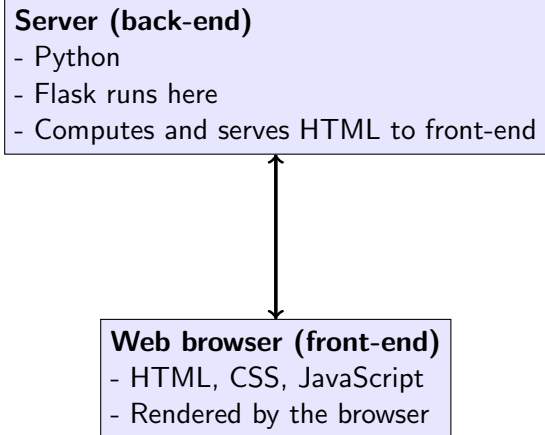 Server (back-end)
- Python
- Flask runs here
- Computes and serves HTML to front-end
Web browser (front-end)
- HTML, CSS, JavaScript
- Rendered by the browser